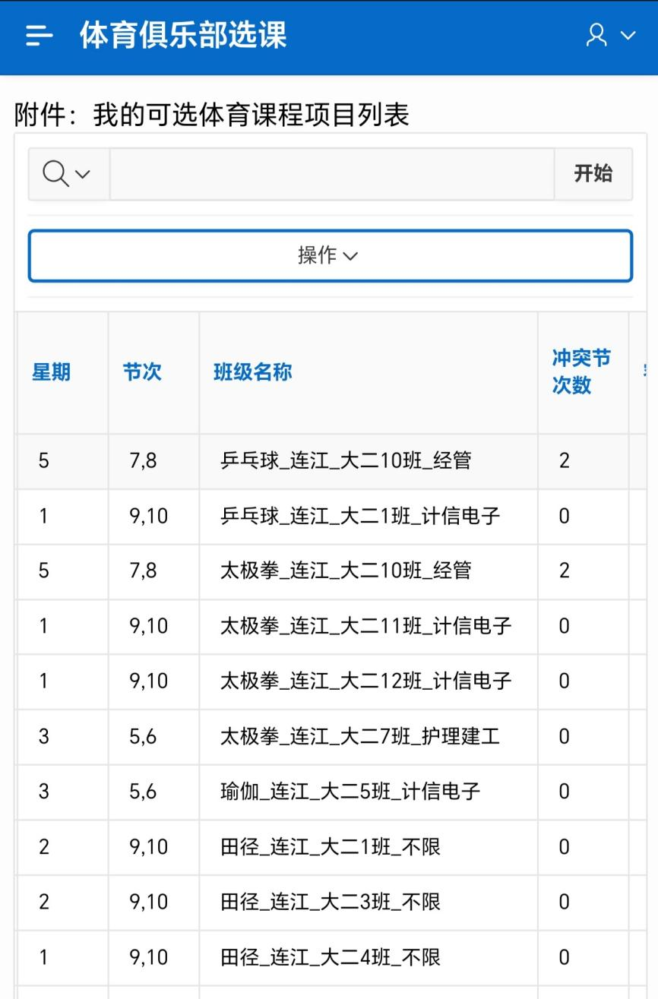 体育俱乐部选课
附件：我的可选体育课程项目列表
开始
操作
星期 节次 班级名称 冲突节次数
5 7,8 乒乓球_连江_大二10班_经管 2
1 9,10 乒乓球_连江_大二1班_计信电子 0
5 7,8 太极拳_连江_大二10班_经管 2
1 9,10 太极拳_连江_大二11班_计信电子 0
1 9,10 太极拳_连江_大二12班_计信电子 0
3 5,6 太极拳_连江_大二7班_护理建工 0
3 5,6 瑜伽_连江_大二5班_计信电子 0
2 9,10 田径_连江_大二1班_不限 0
2 9,10 田径_连江_大二3班_不限 0
1 9,10 田径_连江_大二4班_不限 0